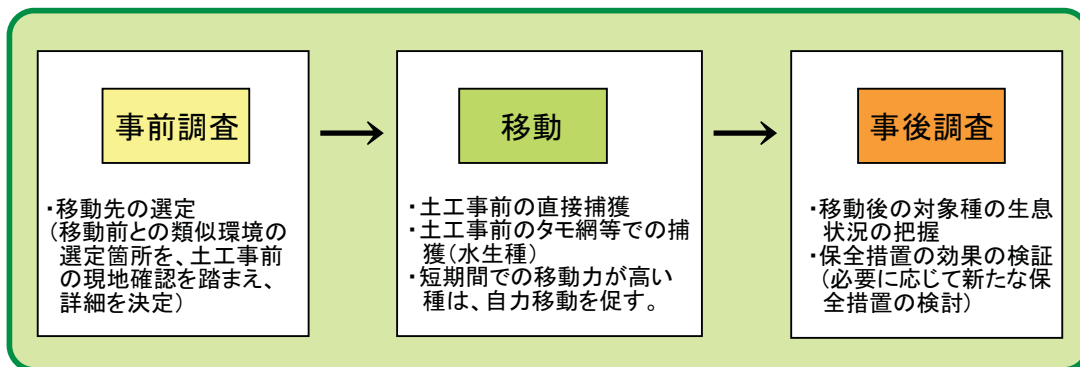 事前調査
・移動先の選定
(移動前との類似環境の
選定箇所を、土工事前
の現地確認を踏まえ、
詳細を決定)
移動
・土工事前の直接捕獲
・土工事前のタモ網等での捕
獲(水生種)
・短期間での移動力が高い
種は、自力移動を促す。
事後調査
・移動後の対象種の生息
状況の把握
・保全措置の効果の検証
(必要に応じて新たな保
全措置の検討)